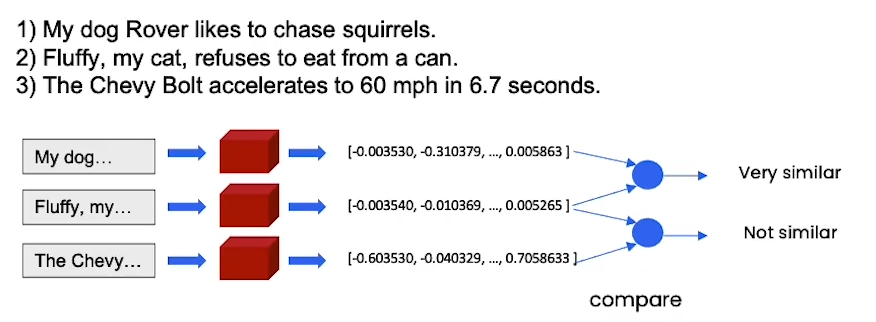 1) My dog Rover likes to chase squirrels.
2) Fluffy, my cat, refuses to eat from a can.
3) The Chevy Bolt accelerates to 60 mph in 6.7 seconds.
My dog... [-0.003530, -0.310379, ..., 0.005863 ] Very similar
Fluffy, my... [-0.003540, -0.010369, ..., 0.005265 ] Not similar
The Chevy... [-0.603530, -0.040329, ..., 0.7058633 ]
compare